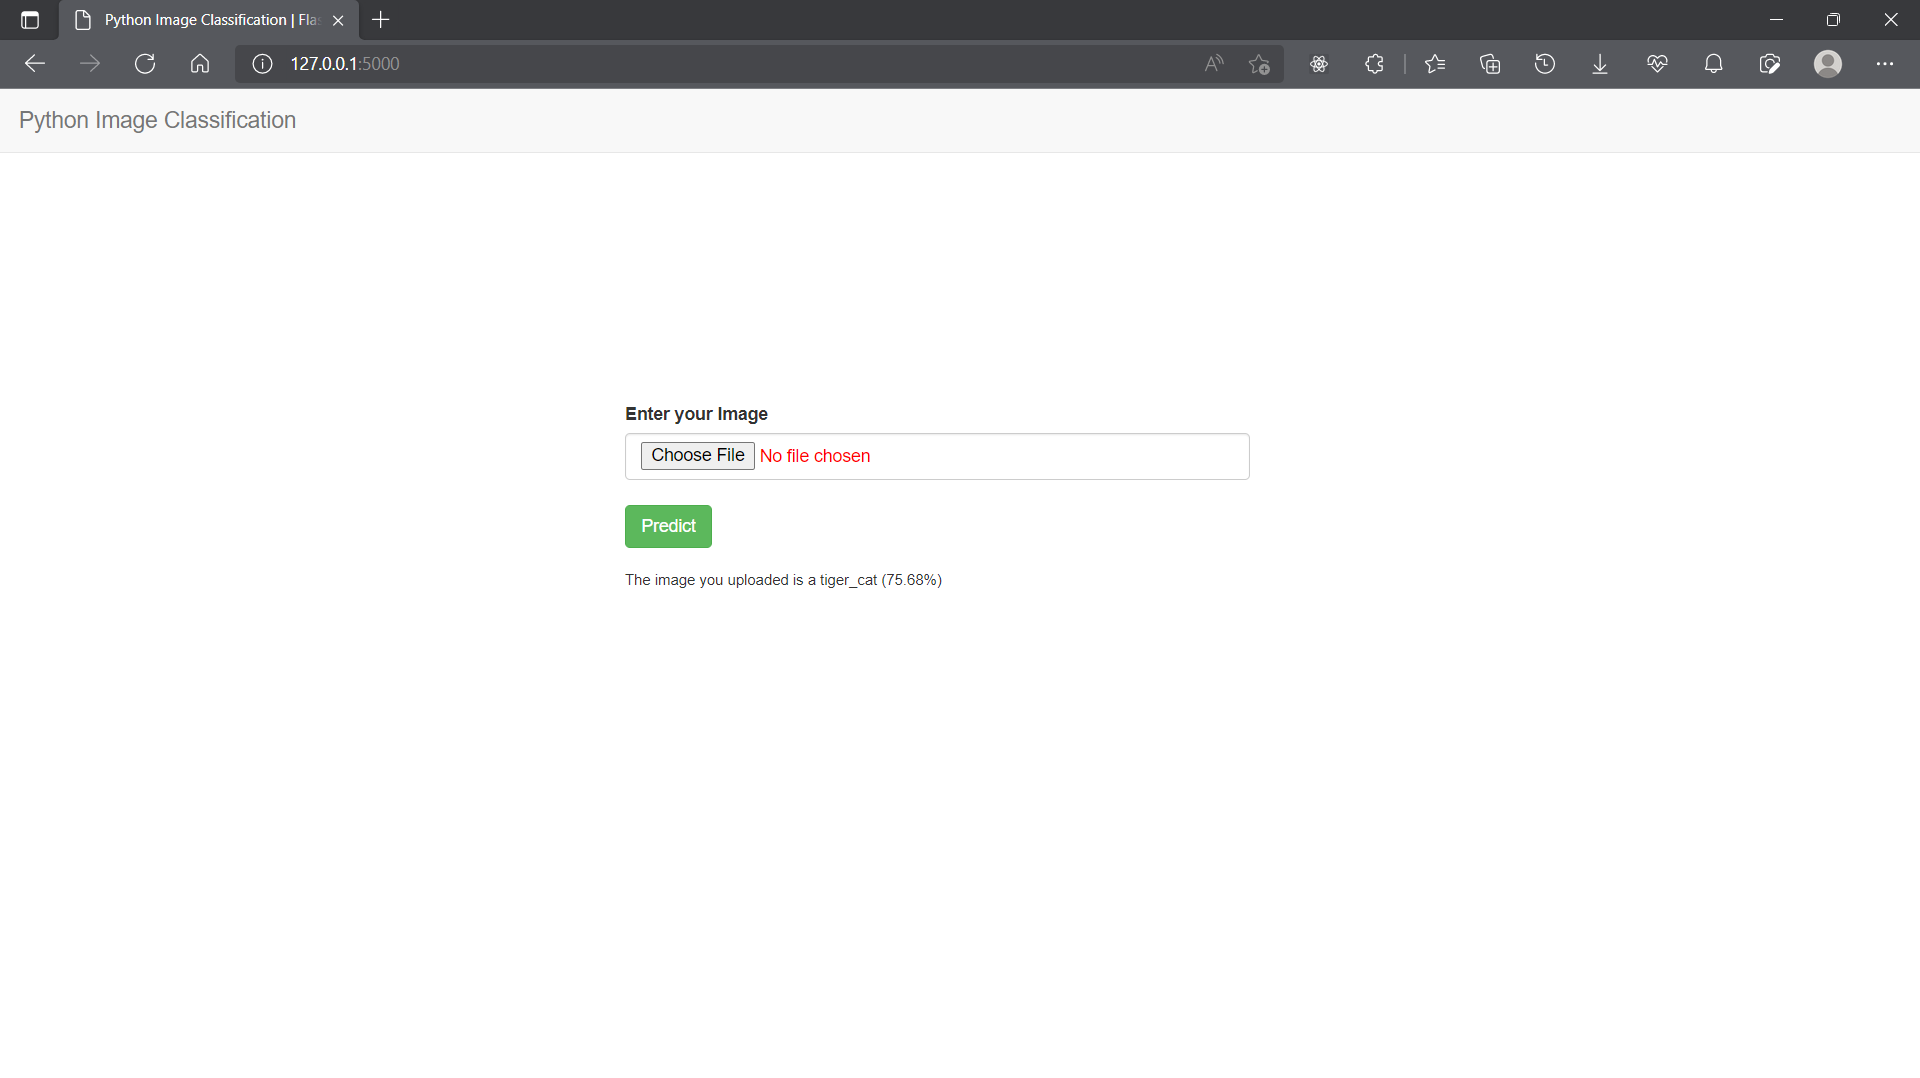 Python Image Classification | Fla
127.0.0.1:5000
Python Image Classification
Enter your Image
Choose File No file chosen
Predict
The image you uploaded is a tiger_cat (75.68%)